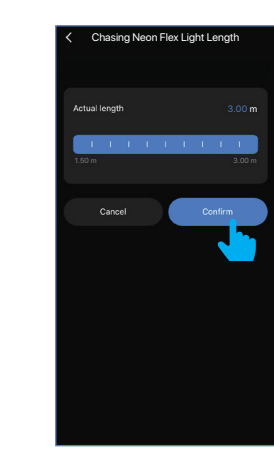 Chasing Neon Flex Light Length
Actual length 3.00 m
1.50 m 3.00 m
Cancel Confirm